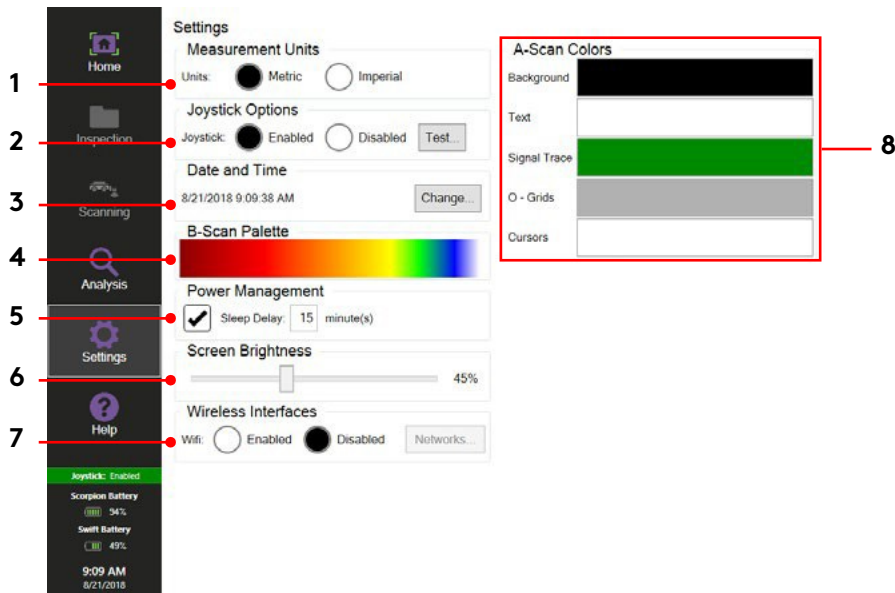 Home
Inspection
Scanning
Analysis
Settings
Help
Joystick: Enabled
Scorpion Battery
94%
Swift Battery
49%
9:09 AM
8/21/2018
1
2
3
4
5
6
7
Settings
Measurement Units
Units: Metric Imperial
Joystick Options
Joystick: Enabled Disabled Test...
Date and Time
8/21/2018 9:09:38 AM Change...
B-Scan Palette
Power Management
Sleep Delay: 15 minute(s)
Screen Brightness
45%
Wireless Interfaces
Wifi: Enabled Disabled Networks...
A-Scan Colors
Background
Text
Signal Trace
O - Grids
Cursors
8